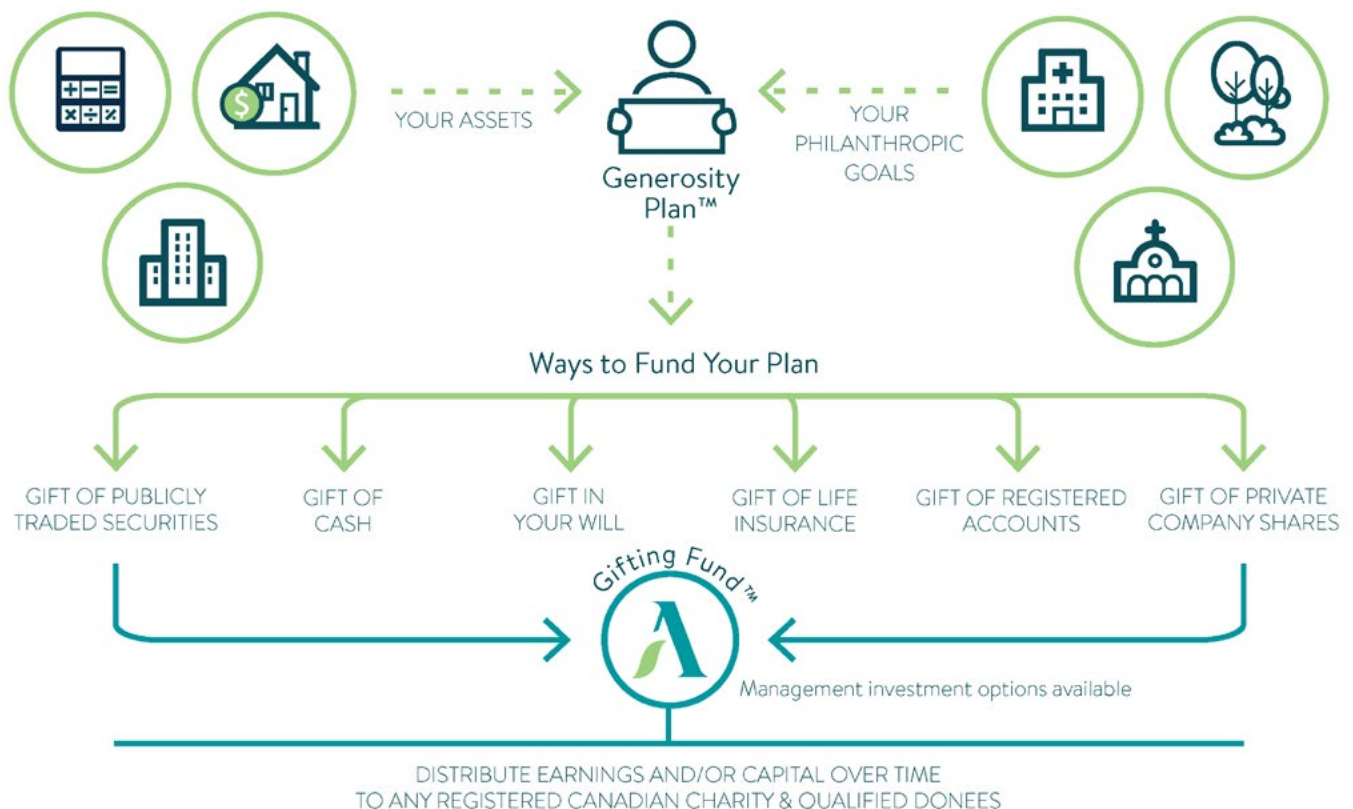 YOUR ASSETS
YOUR
PHILANTHROPIC
GOALS
Generosity
Plan™
Ways to Fund Your Plan
GIFT OF PUBLICLY
TRADED SECURITIES
GIFT OF
CASH
GIFT IN
YOUR WILL
GIFT OF LIFE
INSURANCE
GIFT OF REGISTERED
ACCOUNTS
GIFT OF PRIVATE
COMPANY SHARES
Gifting Fund™
Management investment options available
DISTRIBUTE EARNINGS AND/OR CAPITAL OVER TIME
TO ANY REGISTERED CANADIAN CHARITY & QUALIFIED DONEES